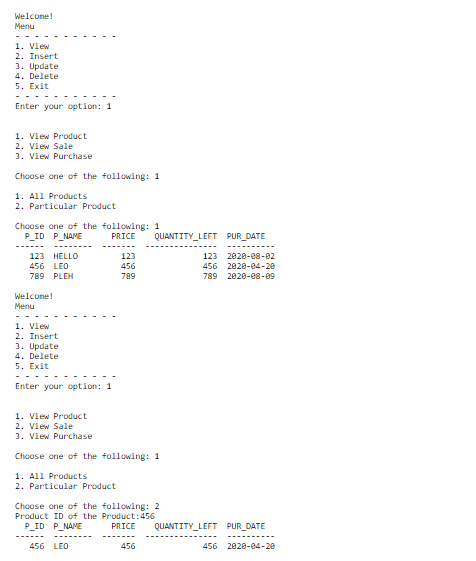 Welcome!
Menu
- - - - - - - - - - -
1. View
2. Insert
3. Update
4. Delete
5. Exit
- - - - - - - - - - -
Enter your option: 1
1. View Product
2. View Sale
3. View Purchase
Choose one of the following: 1
1. All Products
2. Particular Product
Choose one of the following: 1
P_ID P_NAME PRICE QUANTITY_LEFT PUR_DATE
------ -------- ------- --------------- ----------
123 HELLO 123 123 2020-08-02
456 LEO 456 456 2020-04-20
789 PLEH 789 789 2020-08-09
Welcome!
Menu
- - - - - - - - - - -
1. View
2. Insert
3. Update
4. Delete
5. Exit
- - - - - - - - - - -
Enter your option: 1
1. View Product
2. View Sale
3. View Purchase
Choose one of the following: 1
1. All Products
2. Particular Product
Choose one of the following: 2
Product ID of the Product:456
P_ID P_NAME PRICE QUANTITY_LEFT PUR_DATE
------ -------- ------- --------------- ----------
456 LEO 456 456 2020-04-20